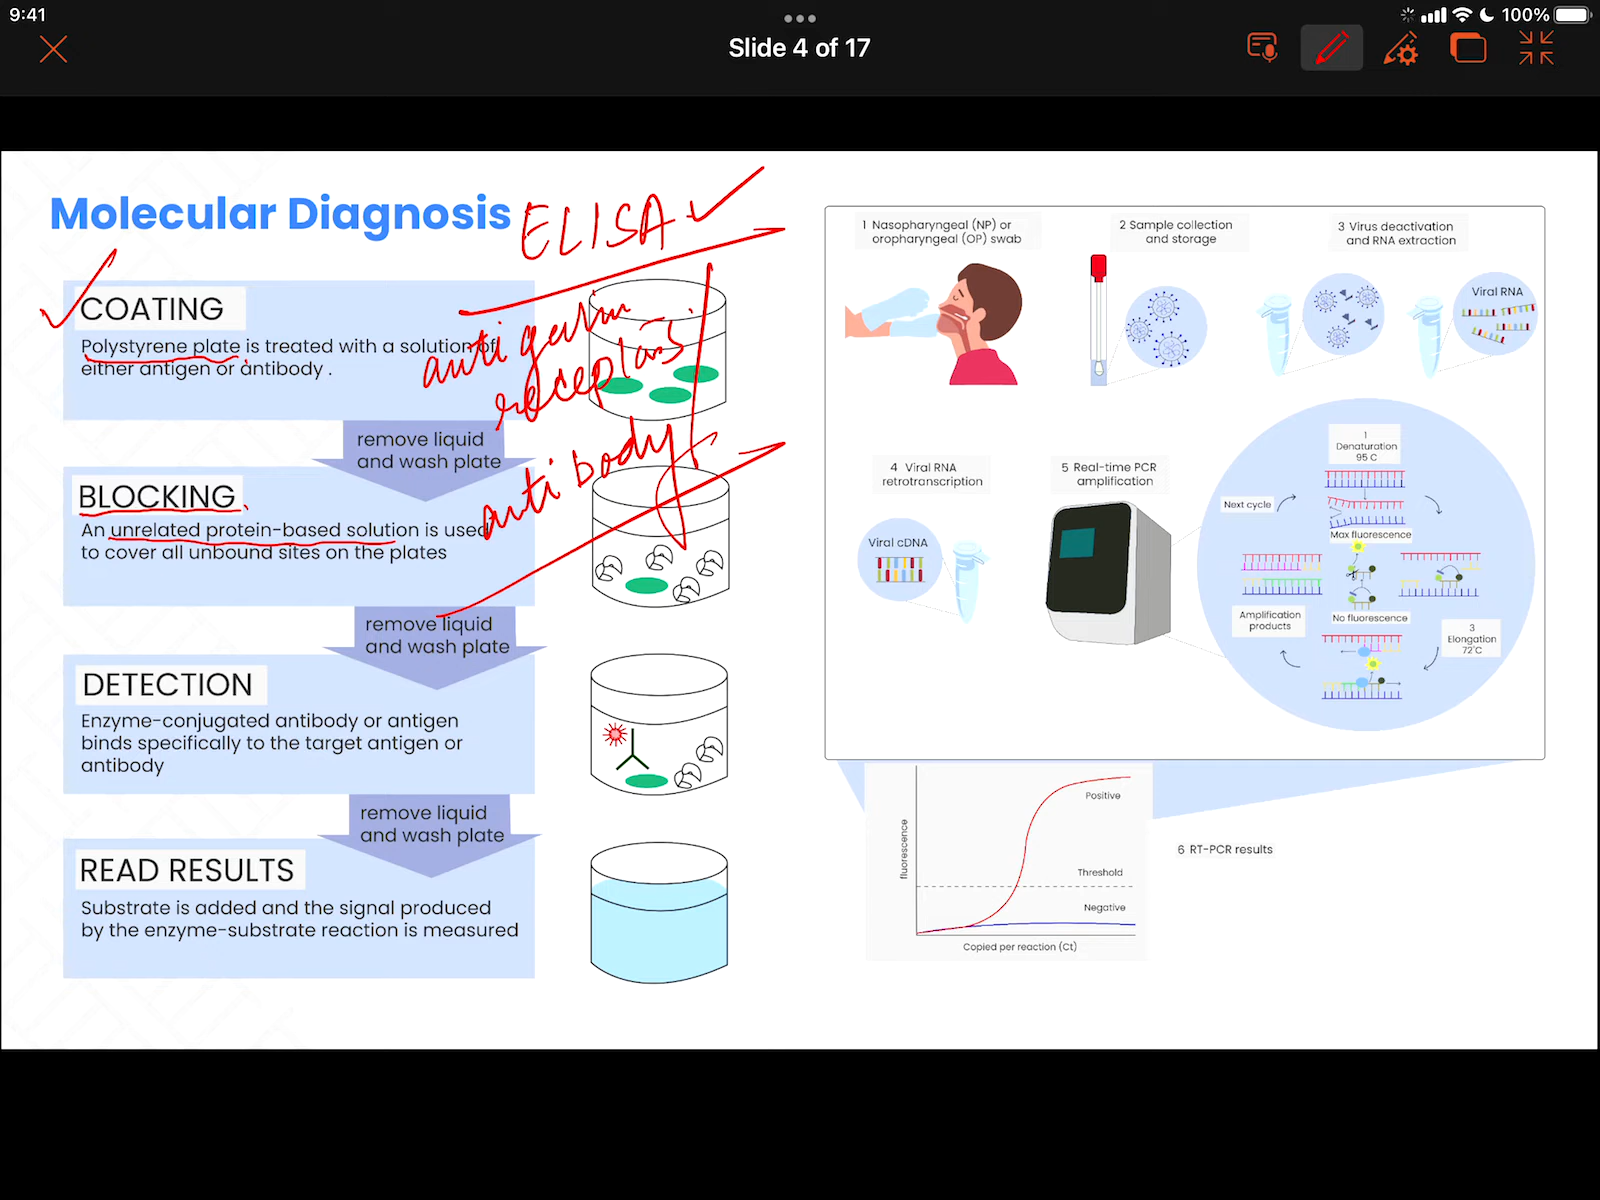 9:41
100%
Slide 4 of 17
Molecular Diagnosis
ELISA
COATING
Polystyrene plate is treated with a solution of
either antigen or antibody .
anti germ
receptors.
remove liquid
and wash plate
antibody
BLOCKING
An unrelated protein-based solution is used
to cover all unbound sites on the plates
remove liquid
and wash plate
DETECTION
Enzyme-conjugated antibody or antigen
binds specifically to the target antigen or
antibody
remove liquid
and wash plate
READ RESULTS
Substrate is added and the signal produced
by the enzyme-substrate reaction is measured
1 Nasopharyngeal (NP) or
oropharyngeal (OP) swab
2 Sample collection
and storage
3 Virus deactivation
and RNA extraction
Viral RNA
4 Viral RNA
retrotranscription
Viral cDNA
5 Real-time PCR
amplification
1
Denaturation
95 C
Next cycle
Max fluorescence
Amplification
products
No fluorescence
3
Elongation
72°C
fluorescence
Positive
Threshold
Negative
Copied per reaction (Ct)
6 RT-PCR results